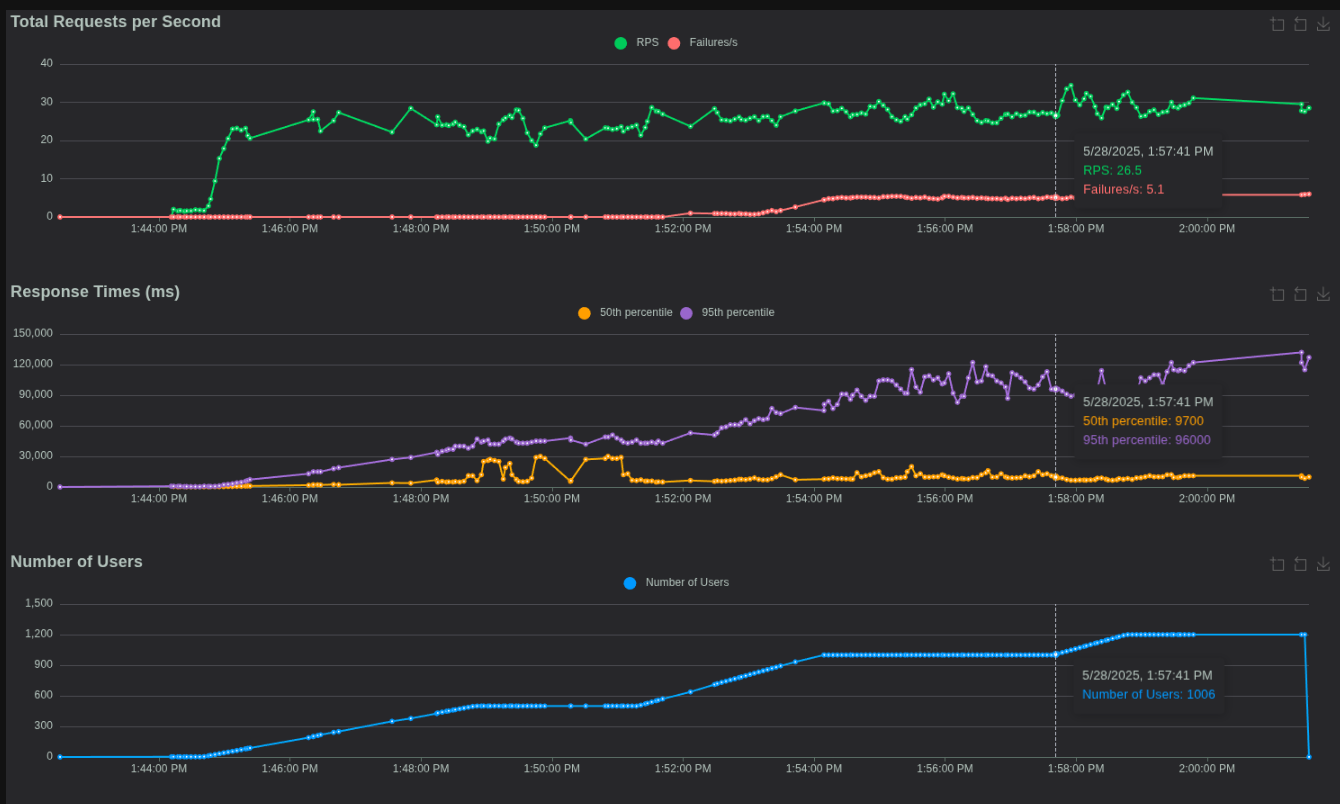 Total Requests per Second
RPS Failures/s
40
30
20
10
0
5/28/2025, 1:57:41 PM
RPS: 26.5
Failures/s: 5.1
1:44:00 PM 1:46:00 PM 1:48:00 PM 1:50:00 PM 1:52:00 PM 1:54:00 PM 1:56:00 PM 1:58:00 PM 2:00:00 PM
Response Times (ms)
50th percentile 95th percentile
150,000
120,000
90,000
60,000
30,000
0
5/28/2025, 1:57:41 PM
50th percentile: 9700
95th percentile: 96000
1:44:00 PM 1:46:00 PM 1:48:00 PM 1:50:00 PM 1:52:00 PM 1:54:00 PM 1:56:00 PM 1:58:00 PM 2:00:00 PM
Number of Users
Number of Users
1,500
1,200
900
600
300
0
5/28/2025, 1:57:41 PM
Number of Users: 1006
1:44:00 PM 1:46:00 PM 1:48:00 PM 1:50:00 PM 1:52:00 PM 1:54:00 PM 1:56:00 PM 1:58:00 PM 2:00:00 PM